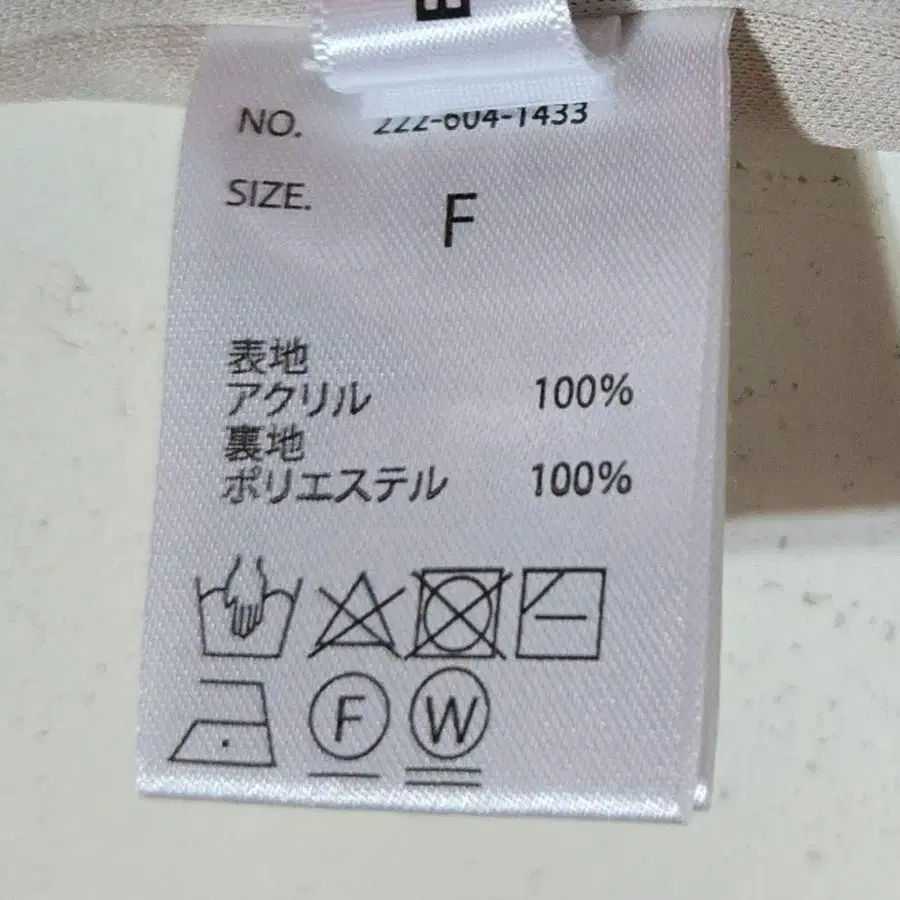 NO. 222-604-1433
SIZE. F
表地
アクリル 100%
裏地
ポリエステル 100%
F W